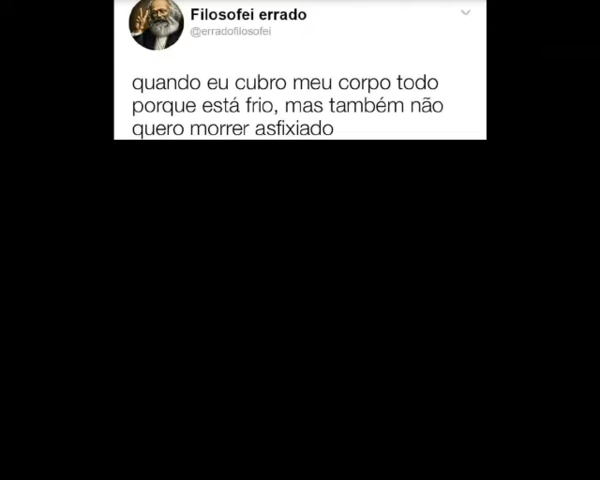 Filosofei errado
@erradofilosofei
quando eu cubro meu corpo todo
porque está frio, mas também não
quero morrer asfixiado